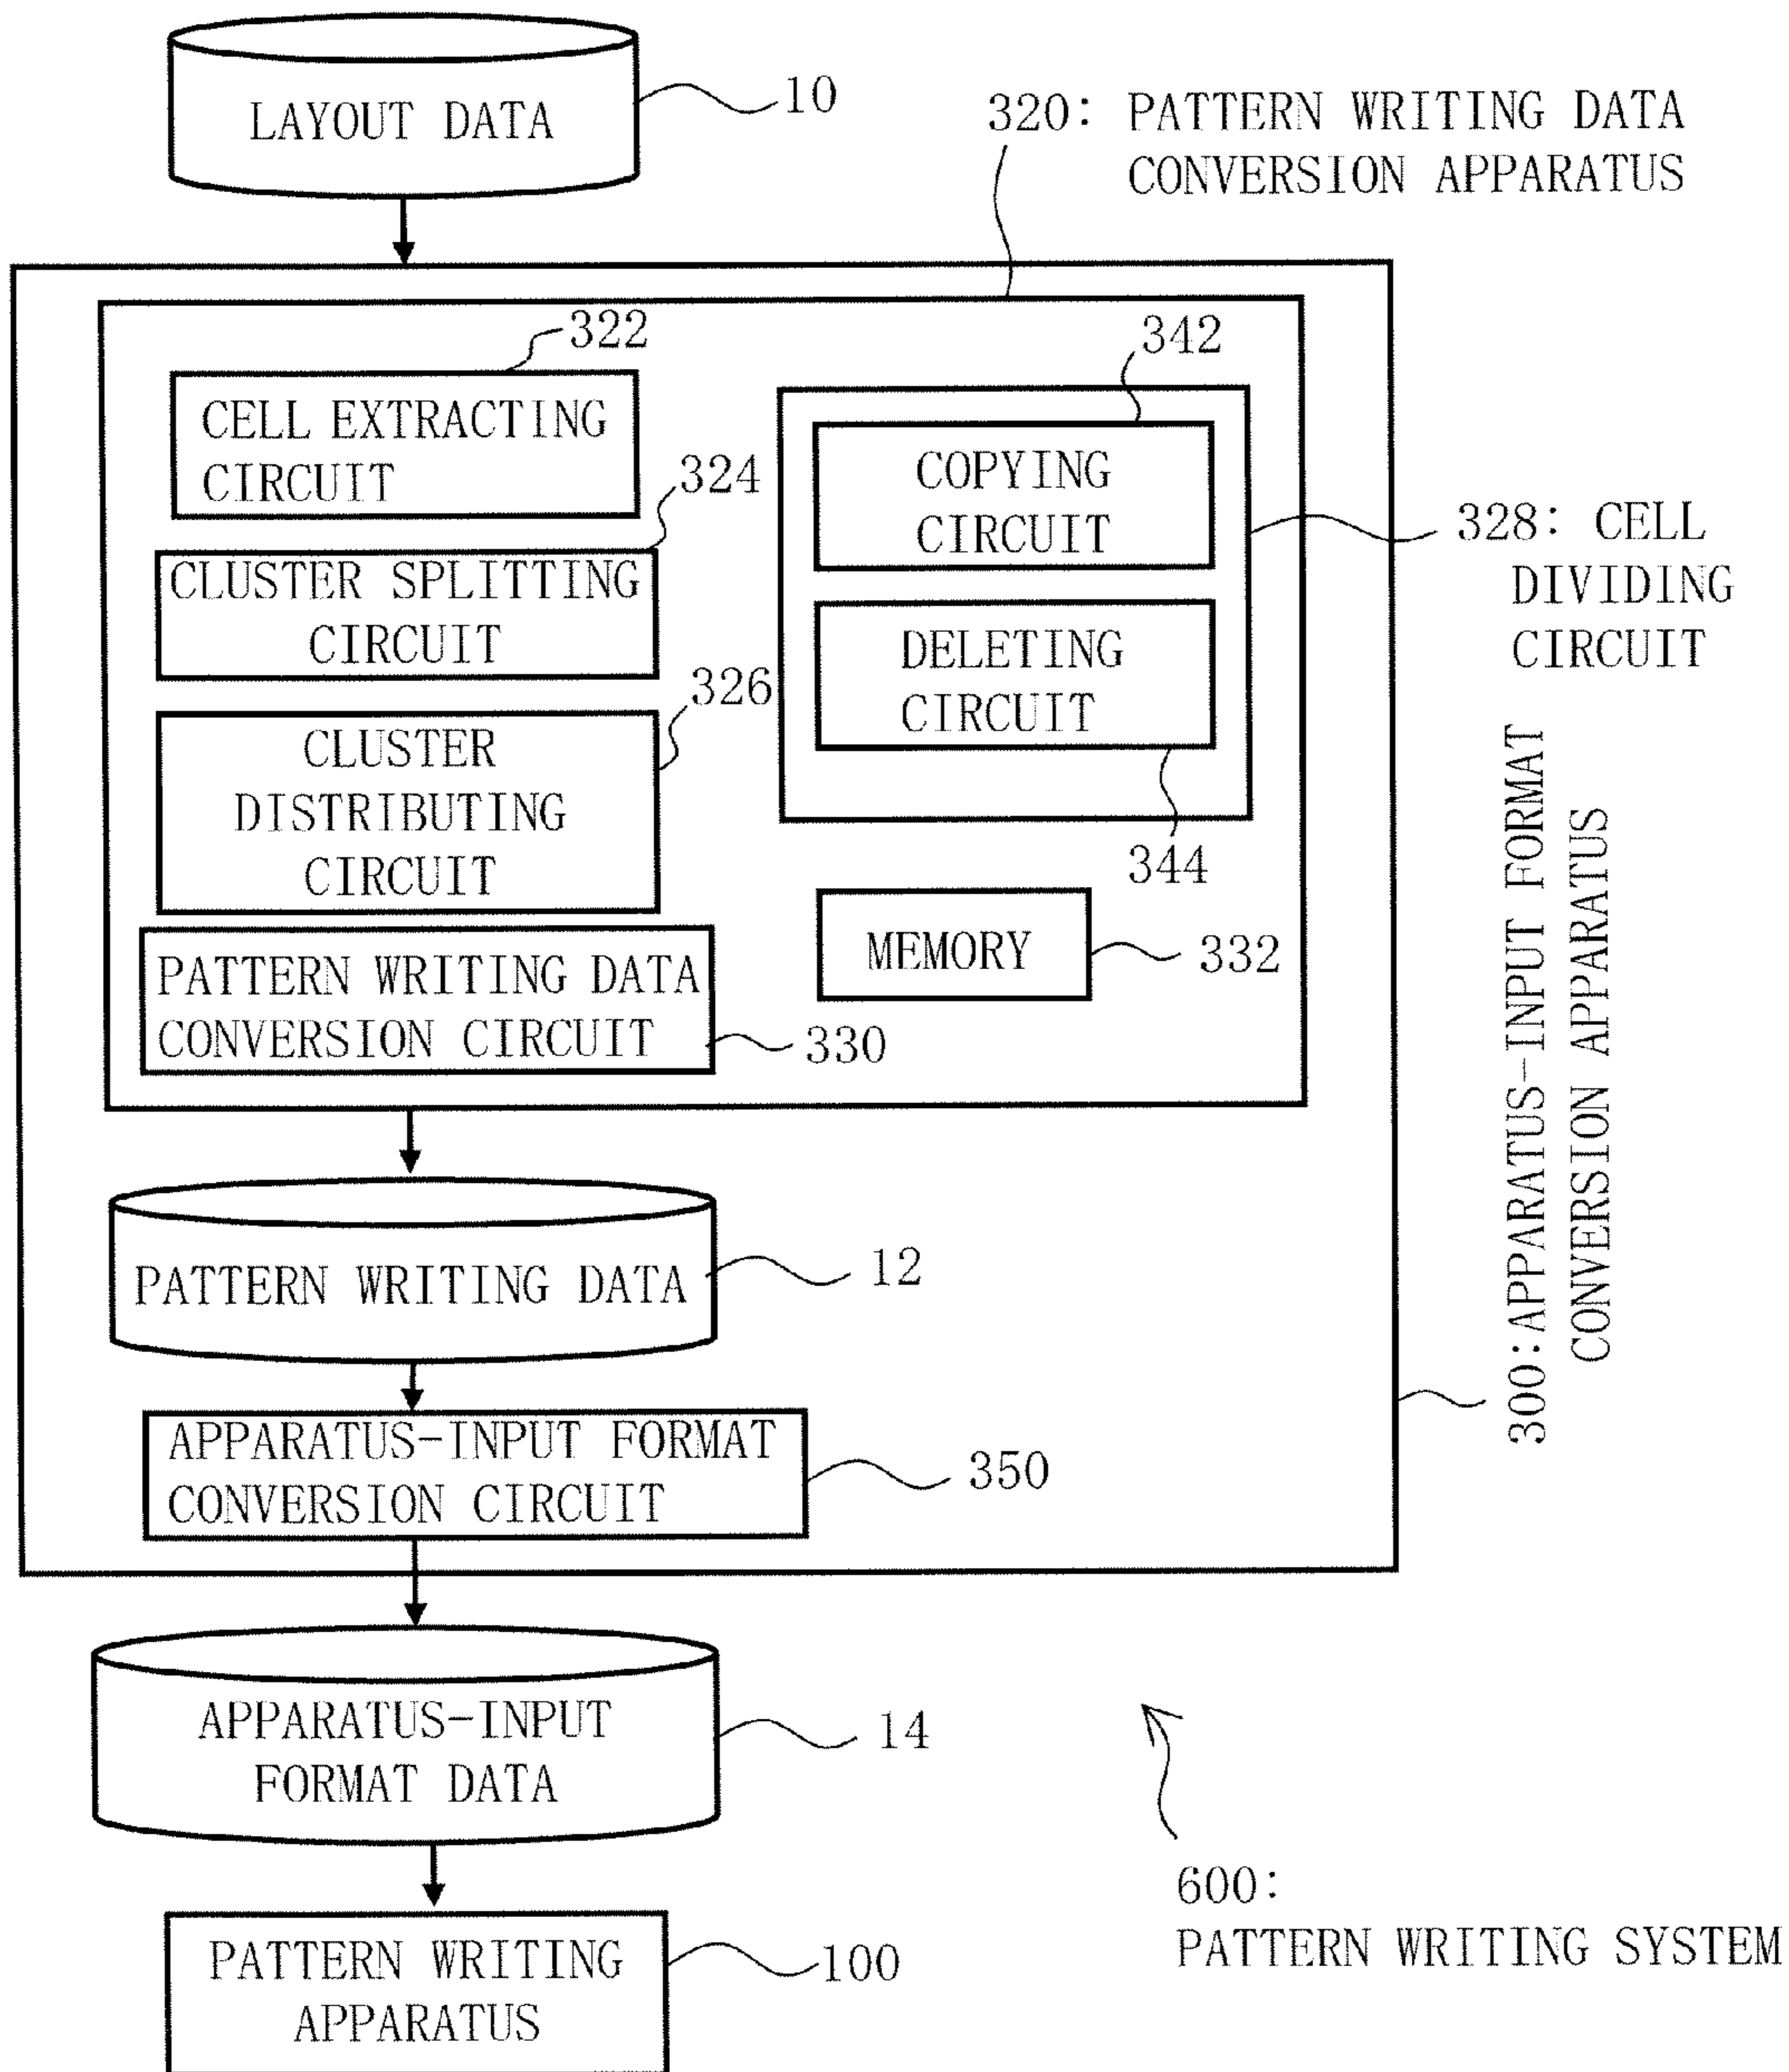 LAYOUT DATA
10
320: PATTERN WRITING DATA
CONVERSION APPARATUS
322
CELL EXTRACTING
CIRCUIT
324
CLUSTER SPLITTING
CIRCUIT
326
CLUSTER
DISTRIBUTING
CIRCUIT
PATTERN WRITING DATA
CONVERSION CIRCUIT
330
342
COPYING
CIRCUIT
DELETING
CIRCUIT
344
328: CELL
DIVIDING
CIRCUIT
MEMORY
332
300:APPARATUS-INPUT FORMAT
CONVERSION APPARATUS
PATTERN WRITING DATA
12
APPARATUS-INPUT FORMAT
CONVERSION CIRCUIT
350
APPARATUS-INPUT
FORMAT DATA
14
PATTERN WRITING
APPARATUS
100
600:
PATTERN WRITING SYSTEM